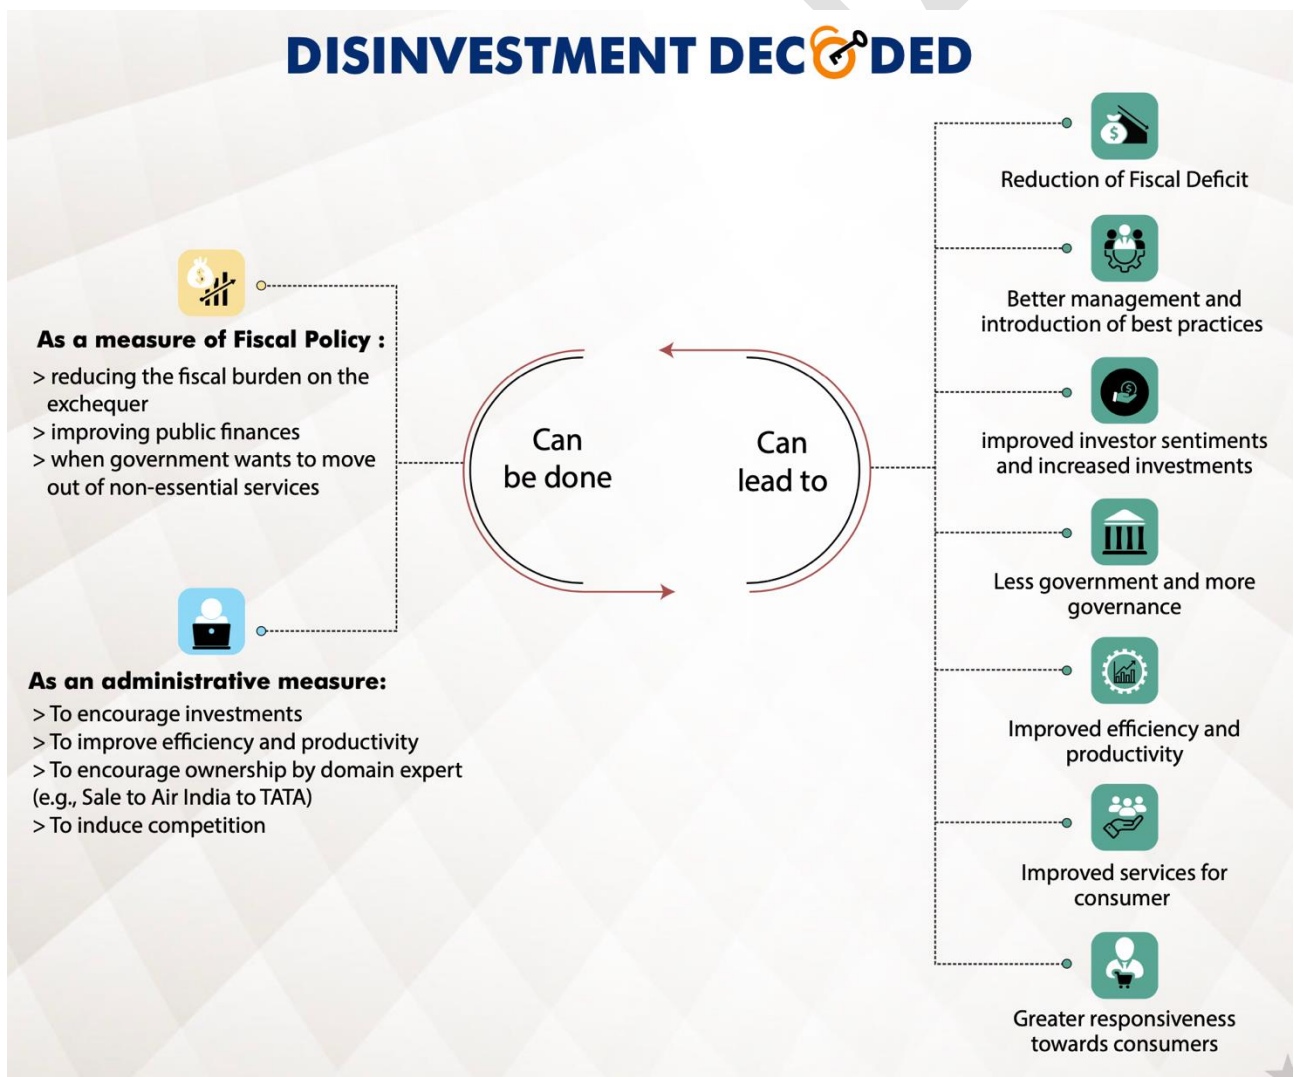 DISINVESTMENT DECODED
As a measure of Fiscal Policy :
> reducing the fiscal burden on the
exchequer
> improving public finances
> when government wants to move
out of non-essential services
As an administrative measure:
> To encourage investments
> To improve efficiency and productivity
> To encourage ownership by domain expert
(e.g., Sale to Air India to TATA)
> To induce competition
Can
be done
Can
lead to
Reduction of Fiscal Deficit
Better management and
introduction of best practices
improved investor sentiments
and increased investments
Less government and more
governance
Improved efficiency and
productivity
Improved services for
consumer
Greater responsiveness
towards consumers